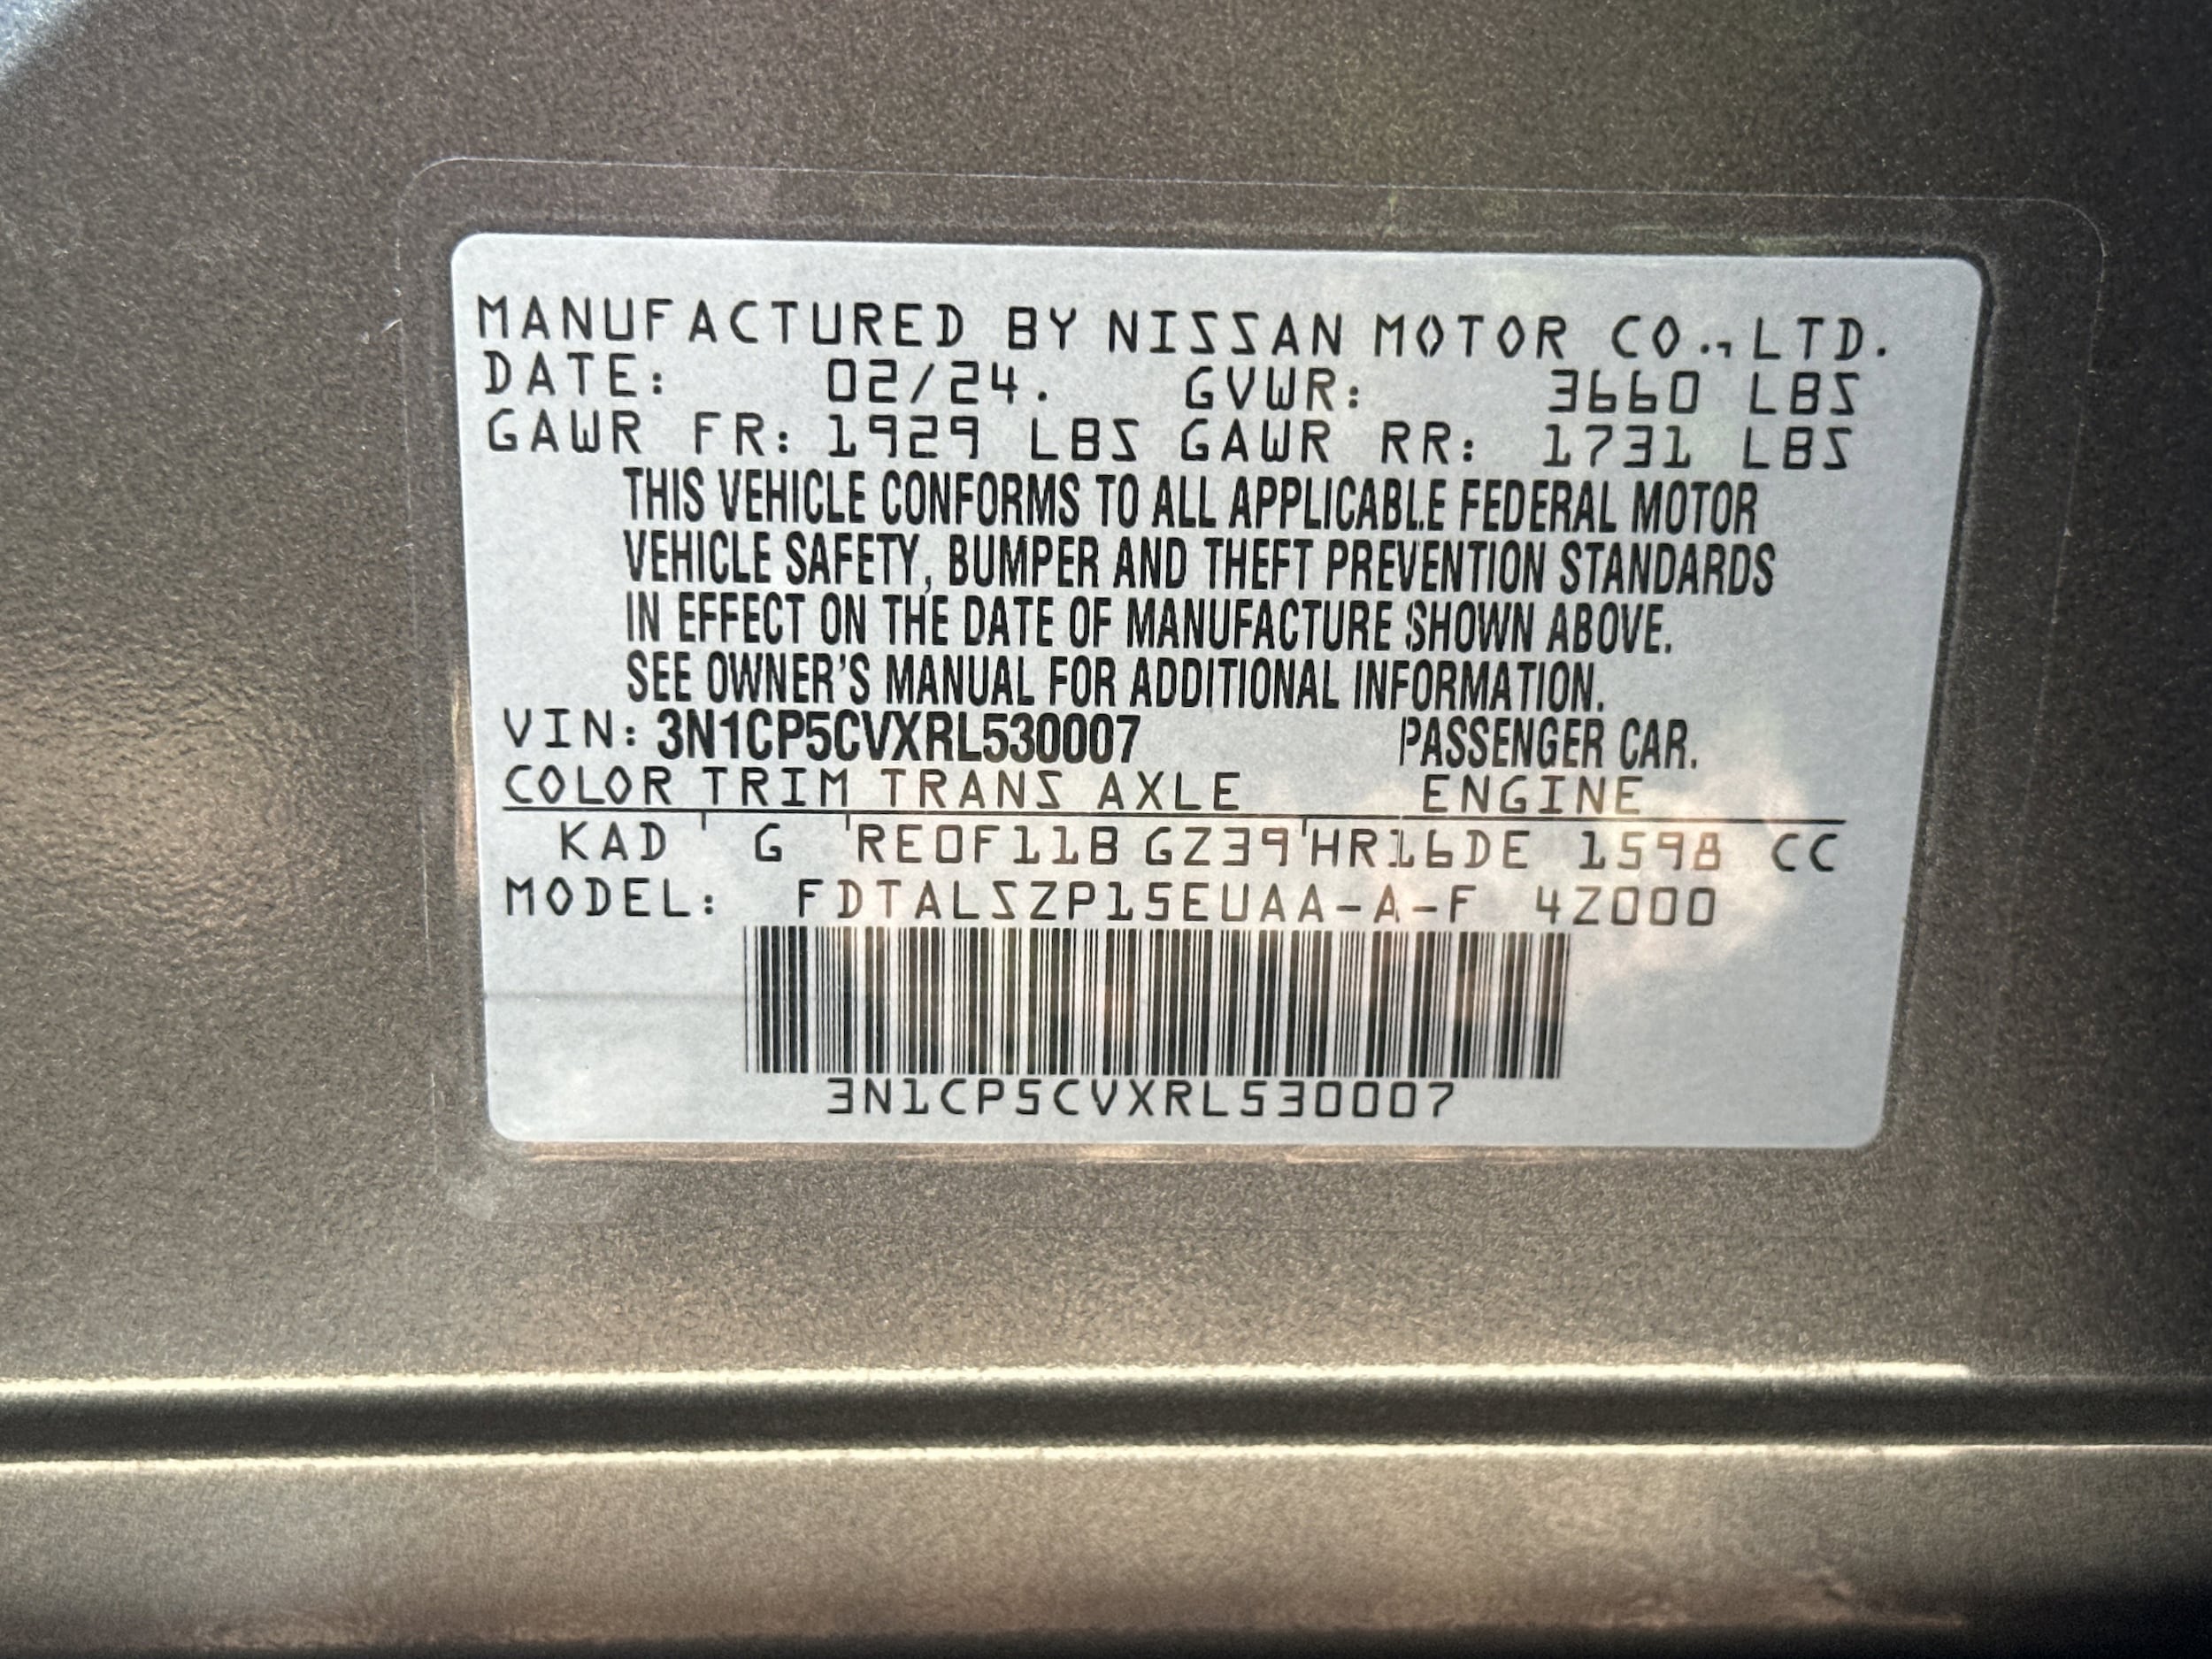 MANUFACTURED BY NISSAN MOTOR CO., LTD.
DATE: 02/24. GVWR: 3660 LBS
GAWR FR: 1929 LBS GAWR RR: 1731 LBS
THIS VEHICLE CONFORMS TO ALL APPLICABLE FEDERAL MOTOR
VEHICLE SAFETY, BUMPER AND THEFT PREVENTION STANDARDS
IN EFFECT ON THE DATE OF MANUFACTURE SHOWN ABOVE.
SEE OWNER'S MANUAL FOR ADDITIONAL INFORMATION.
VIN: 3N1CP5CVXRL530007 PASSENGER CAR.
COLOR TRIM TRANS AXLE ENGINE
KAD G RE0F11B GZ39 HR16DE 1598 CC
MODEL: FDTALSZP15EUAA-A-F 4Z000
3N1CP5CVXRL530007